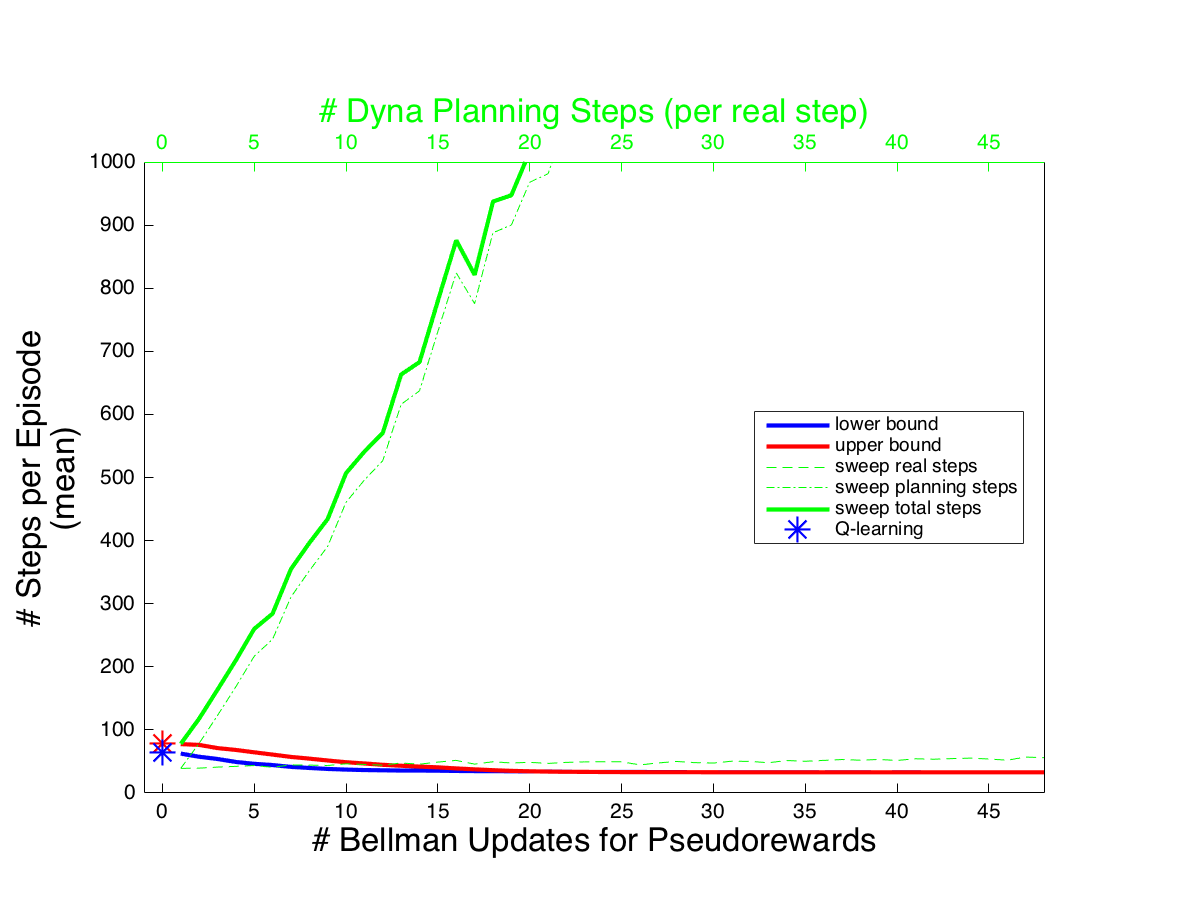 # Dyna Planning Steps (per real step)
0 5 10 15 20 25 30 35 40 45
1000
900
800
700
600
500
400
300
200
100
0
# Steps per Episode
(mean)
lower bound
upper bound
sweep real steps
sweep planning steps
sweep total steps
Q-learning
0 5 10 15 20 25 30 35 40 45
# Bellman Updates for Pseudorewards